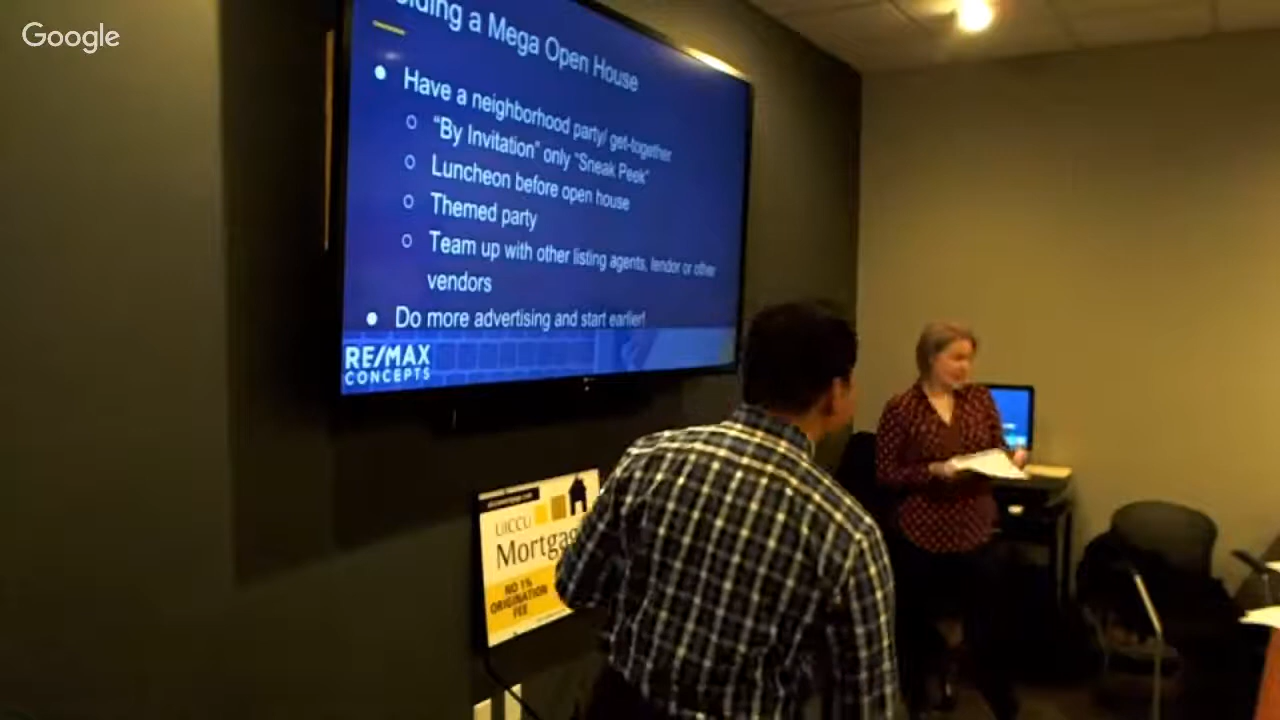 Google
olding a Mega Open House
Have a neighborhood party/ get-together
"By Invitation" only "Sneak Peek"
Luncheon before open house
Themed party
Team up with other listing agents, lendor or other
vendors
Do more advertising and start earlier!
RE/MAX
CONCEPTS
UICCU
Mortgag
NO 1%
ORIGINATION
FEE